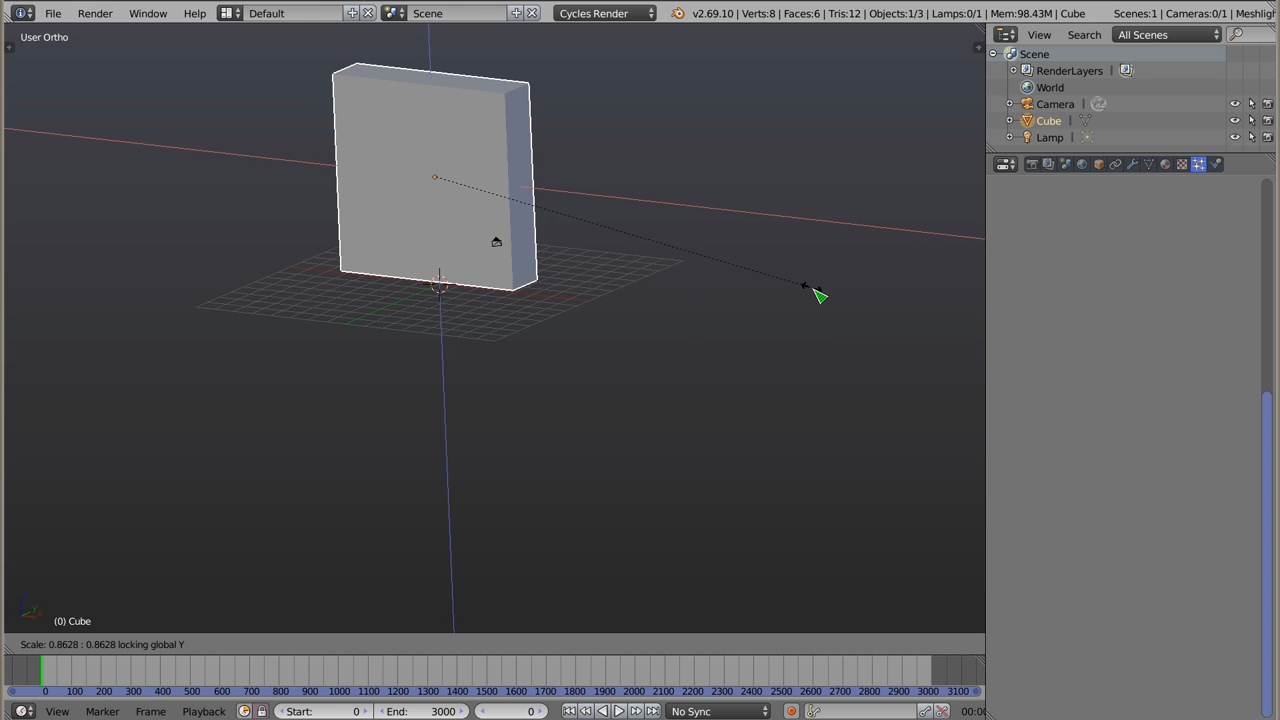 File Render Window Help Default Scene Cycles Render v2.69.10 | Verts:8 | Faces:6 | Tris:12 | Objects:1/3 | Lamps:0/1 | Mem:98.43M | Cube Scenes:1 | Cameras:0/1 | Meshligh
User Ortho
View Search All Scenes
Scene
RenderLayers |
World
Camera |
Cube |
Lamp |
(0) Cube
Scale: 0.8628 : 0.8628 locking global Y
0 100 200 300 400 500 600 700 800 900 1000 1100 1200 1300 1400 1500 1600 1700 1800 1900 2000 2100 2200 2300 2400 2500 2600 2700 2800 2900 3000 3100
View Marker Frame Playback Start: 0 End: 3000 0 No Sync 00:0